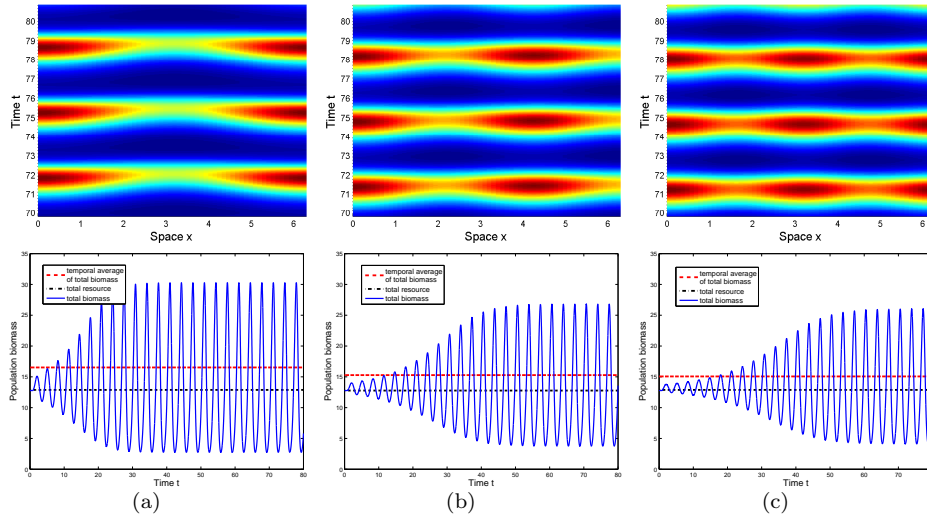 80
79
78
77
76
75
74
73
72
71
70
Time t
0 1 2 3 4 5 6
Space x
80
79
78
77
76
75
74
73
72
71
70
Time t
0 1 2 3 4 5 6
Space x
80
79
78
77
76
75
74
73
72
71
70
Time t
0 1 2 3 4 5 6
Space x
35
30
25
20
15
10
5
0
Population biomass
temporal average
of total biomass
total resource
total biomass
0 10 20 30 40 50 60 70 80
Time t
(a)
35
30
25
20
15
10
5
0
Population biomass
temporal average
of total biomass
total resource
total biomass
0 10 20 30 40 50 60 70 80
Time t
(b)
35
30
25
20
15
10
5
0
Population biomass
temporal average
of total biomass
total resource
total biomass
0 10 20 30 40 50 60 70
Time t
(c)